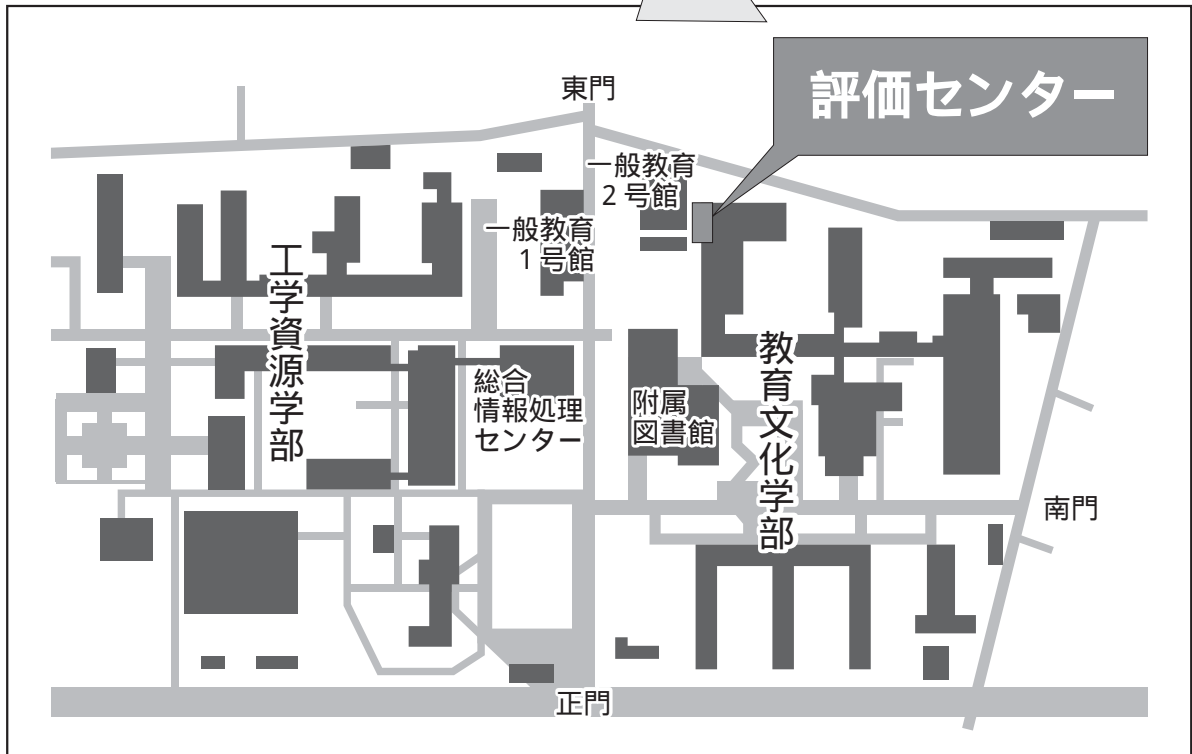 東門
評価センター
一般教育
2 号館
一般教育
1 号館
工学資源学部
総合
情報処理
センター
附属
図書館
教育文化学部
南門
正門